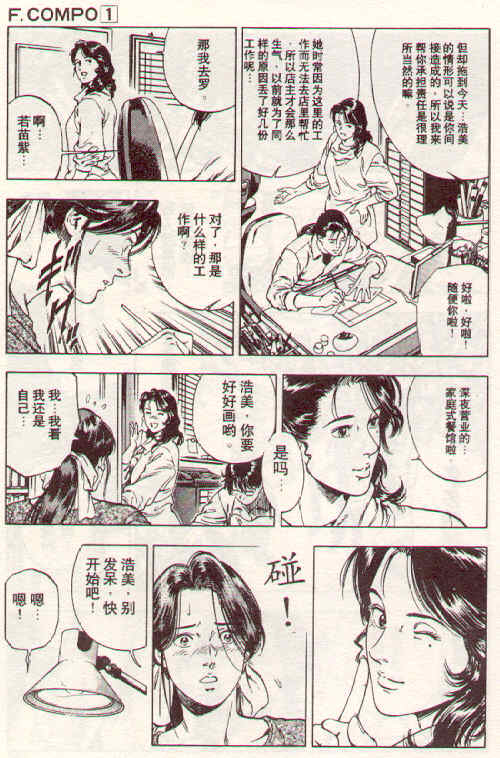 F.COMPO 1
但却拖到今天…浩美
的情形可以说是你间
接造成的，所以我来
帮你承担责任是很理
所当然的嘛。
她时常因为这里的工
作而无法去店里帮忙
，所以店主才会那么
生气，以前就为了同
样的原因丢了好几份
工作呢…
好啦，好啦！
随便你啦！
那我去罗。
啊…
若苗紫…
对了，那是
什么样的工
作啊？
深夜营业的…
家庭式餐馆啦。
是吗…
浩美，你要
好好画哟。
我…我看
我还是
自己…
碰！
浩美，别
发呆，快
开始吧！
嗯…
嗯！